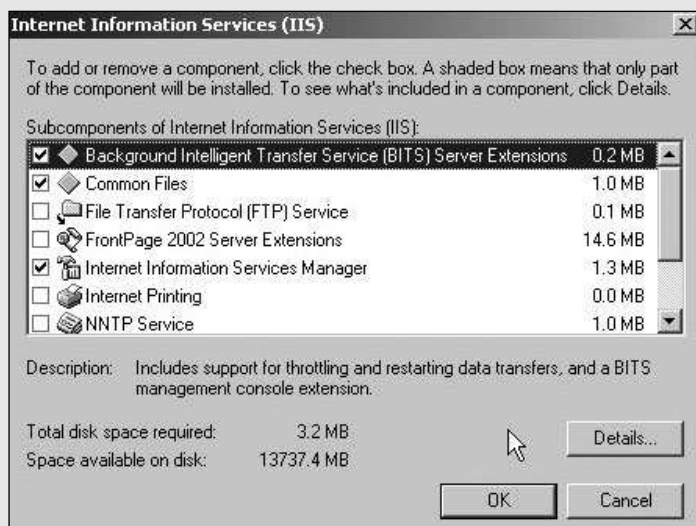 Internet Information Services (IIS)
To add or remove a component, click the check box. A shaded box means that only part
of the component will be installed. To see what's included in a component, click Details.
Subcomponents of Internet Information Services (IIS):
Background Intelligent Transfer Service (BITS) Server Extensions 0.2 MB
Common Files 1.0 MB
File Transfer Protocol (FTP) Service 0.1 MB
FrontPage 2002 Server Extensions 14.6 MB
Internet Information Services Manager 1.3 MB
Internet Printing 0.0 MB
NNTP Service 1.0 MB
Description: Includes support for throttling and restarting data transfers, and a BITS
management console extension.
Total disk space required: 3.2 MB
Space available on disk: 13737.4 MB
Details...
OK Cancel